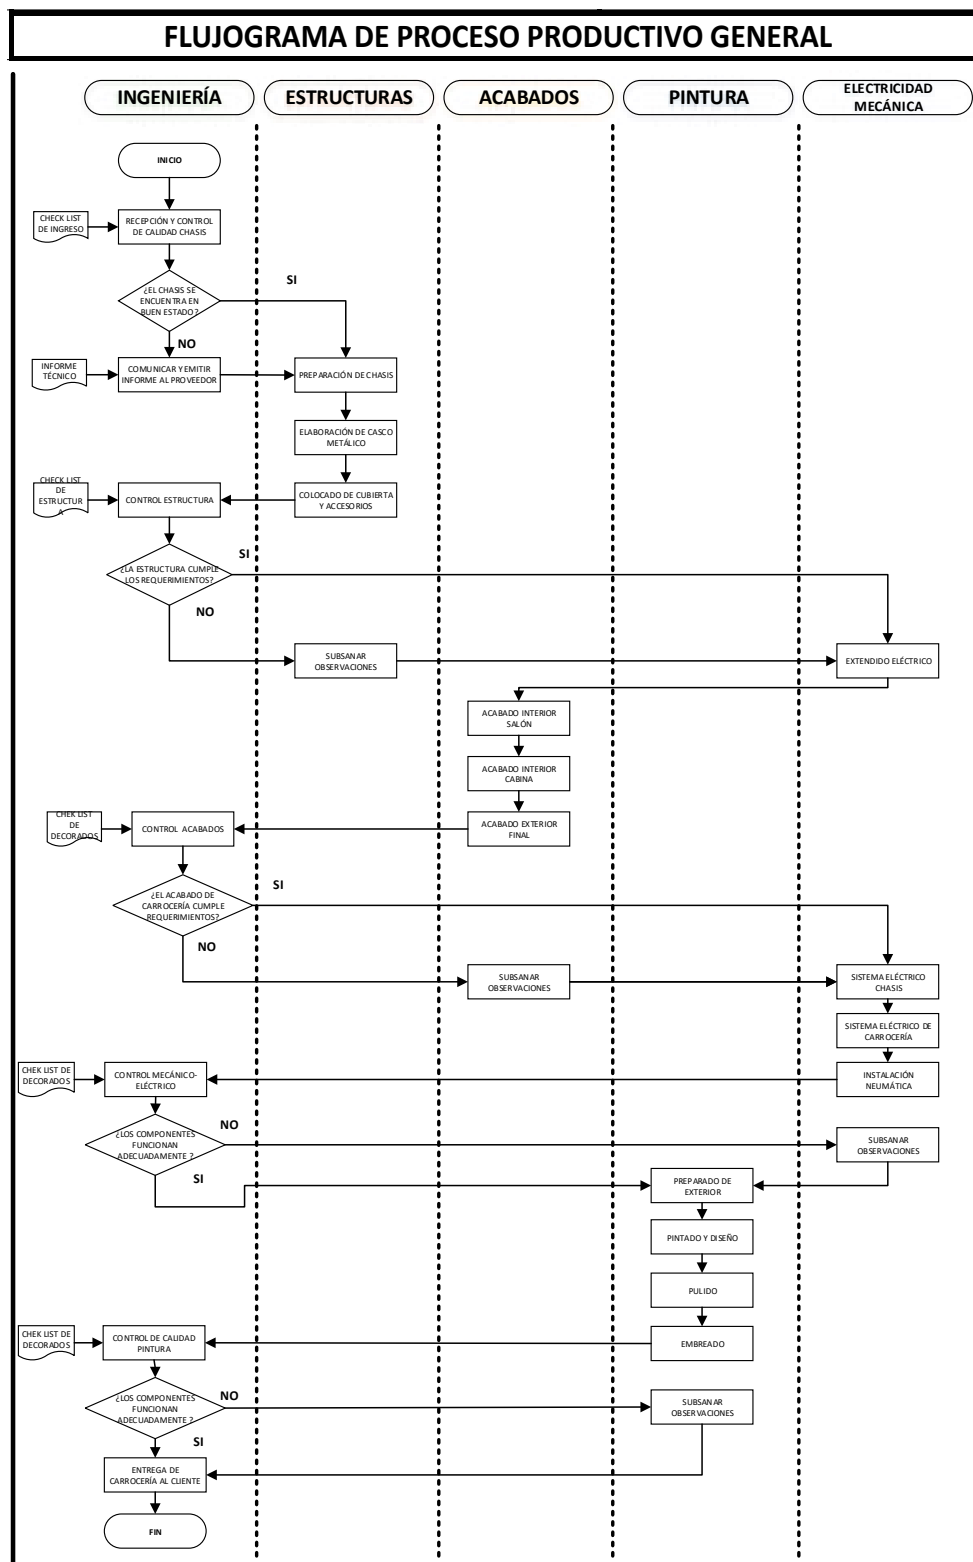 FLUJOGRAMA DE PROCESO PRODUCTIVO GENERAL
INGENIERÍA
ESTRUCTURAS
ACABADOS
PINTURA
ELECTRICIDAD
MECÁNICA
INICIO
CHECK LIST
DE INGRESO
RECEPCIÓN Y CONTROL
DE CALIDAD CHASIS
¿EL CHASIS SE
ENCUENTRA EN
BUEN ESTADO?
SI
NO
INFORME
TÉCNICO
COMUNICAR Y EMITIR
INFORME AL PROVEEDOR
PREPARACIÓN DE CHASIS
ELABORACIÓN DE CASCO
METÁLICO
CHECK LIST
DE
ESTRUCTUR
A
CONTROL ESTRUCTURA
COLOCADO DE CUBIERTA
Y ACCESORIOS
¿LA ESTRUCTURA CUMPLE
LOS REQUERIMIENTOS?
SI
NO
SUBSANAR
OBSERVACIONES
EXTENDIDO ELÉCTRICO
ACABADO INTERIOR
SALÓN
ACABADO INTERIOR
CABINA
CHEK LIST
DE
DECORADOS
CONTROL ACABADOS
ACABADO EXTERIOR
FINAL
¿EL ACABADO DE
CARROCERÍA CUMPLE
REQUERIMIENTOS?
SI
NO
SUBSANAR
OBSERVACIONES
SISTEMA ELÉCTRICO
CHASIS
SISTEMA ELÉCTRICO DE
CARROCERÍA
CHEK LIST DE
DECORADOS
CONTROL MECÁNICO-
ELÉCTRICO
INSTALACIÓN
NEUMÁTICA
¿LOS COMPONENTES
FUNCIONAN
ADECUADAMENTE ?
NO
SI
SUBSANAR
OBSERVACIONES
PREPARADO DE
EXTERIOR
PINTADO Y DISEÑO
PULIDO
CHEK LIST DE
DECORADOS
CONTROL DE CALIDAD
PINTURA
EMBREADO
¿LOS COMPONENTES
FUNCIONAN
ADECUADAMENTE ?
NO
SI
SUBSANAR
OBSERVACIONES
ENTREGA DE
CARROCERÍA AL CLIENTE
FIN